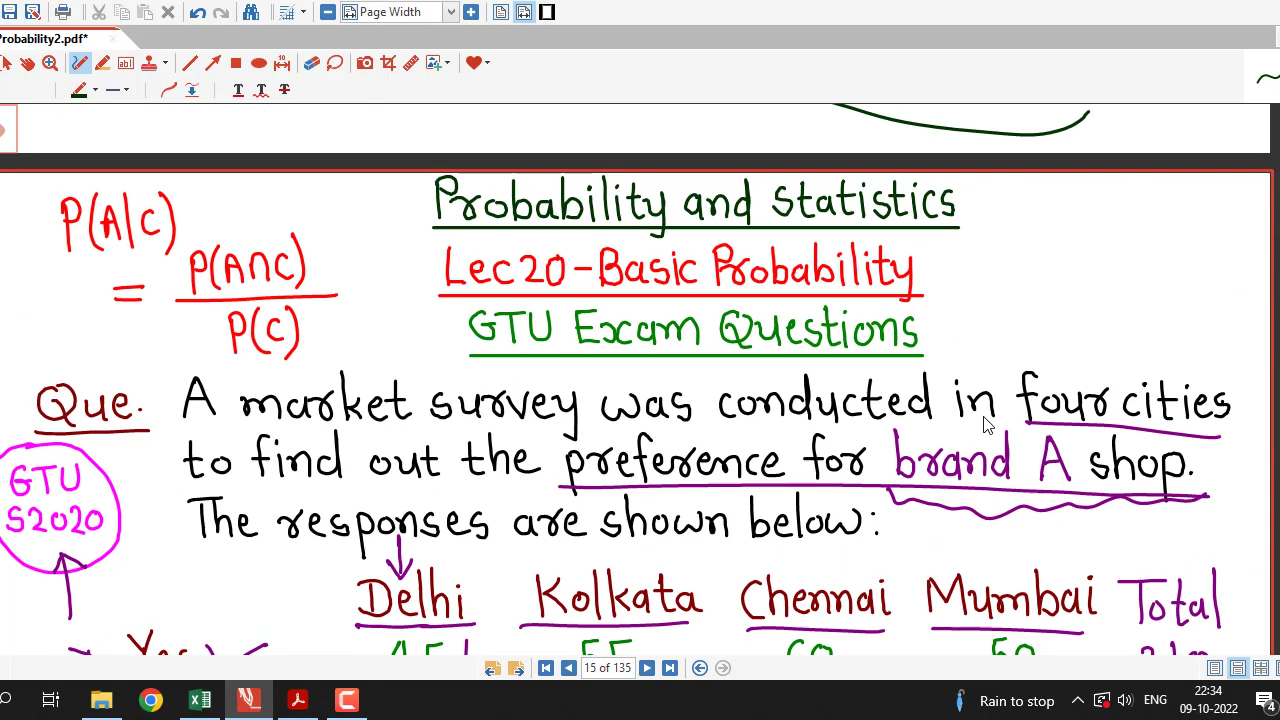 Page Width
Probability2.pdf*
Probability and Statistics
P(A|C)
= P(A∩C)
P(C)
Lec20-Basic Probability
GTU Exam Questions
Que. A market survey was conducted in four cities
to find out the preference for brand A shop.
GTU
S2020
The responses are shown below:
Delhi Kolkata Chennai Mumbai Total
Yes
15 of 135
Rain to stop
ENG
22:34
09-10-2022
4